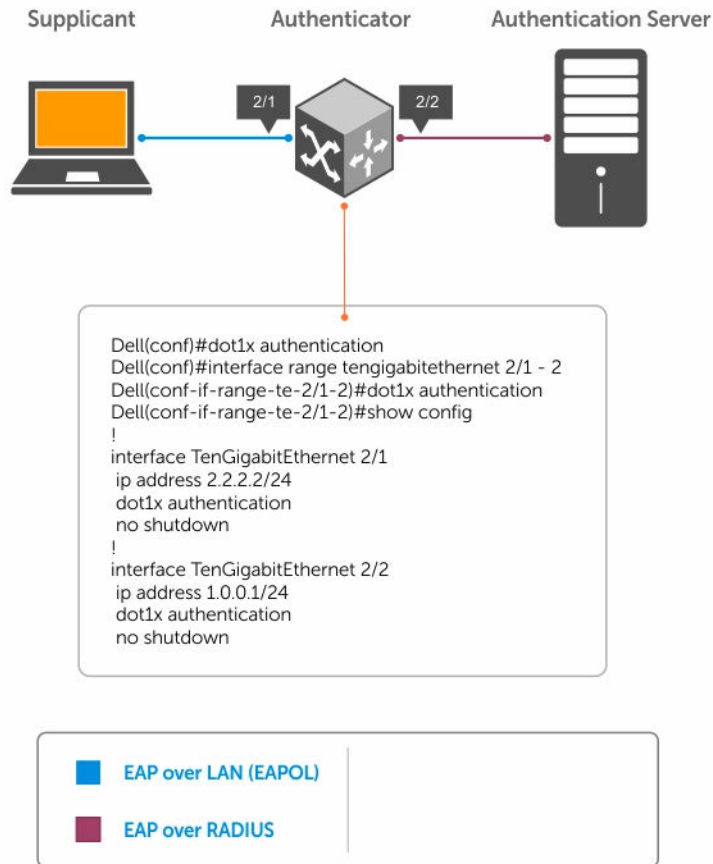 Supplicant
Authenticator
Authentication Server
2/1
2/2
Dell(conf)#dot1x authentication
Dell(conf)#interface range tengigabitethernet 2/1 - 2
Dell(conf-if-range-te-2/1-2)#dot1x authentication
Dell(conf-if-range-te-2/1-2)#show config
!
interface TenGigabitEthernet 2/1
ip address 2.2.2.2/24
dot1x authentication
no shutdown
!
interface TenGigabitEthernet 2/2
ip address 1.0.0.1/24
dot1x authentication
no shutdown
EAP over LAN (EAPOL)
EAP over RADIUS